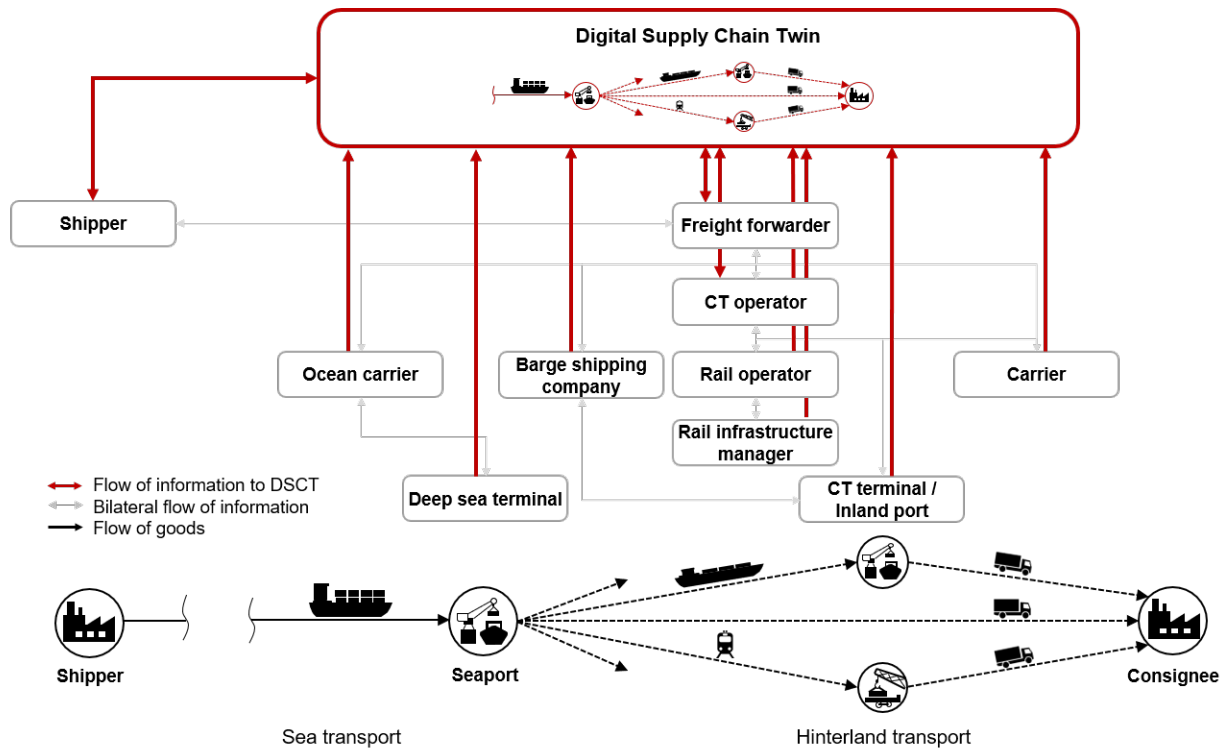 Digital Supply Chain Twin
Shipper
Freight forwarder
CT operator
Ocean carrier
Barge shipping
company
Rail operator
Carrier
Rail infrastructure
manager
Deep sea terminal
CT terminal /
Inland port
Flow of information to DSCT
Bilateral flow of information
Flow of goods
Shipper
Seaport
Consignee
Sea transport
Hinterland transport